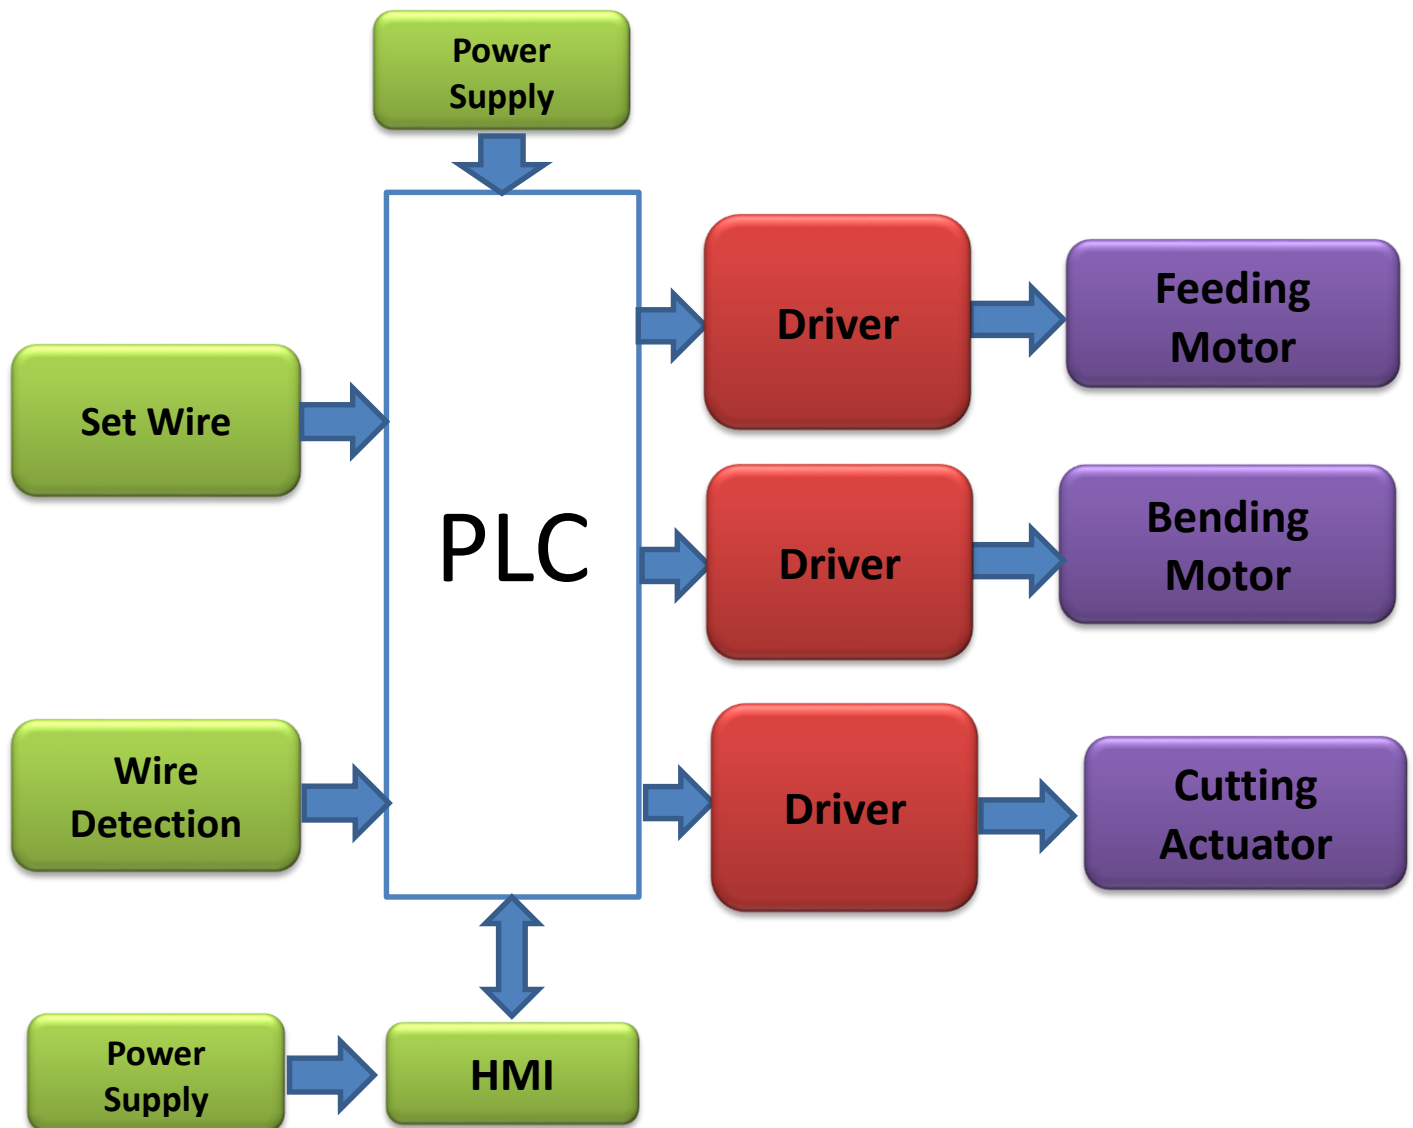 Power
Supply
Set Wire
PLC
Driver
Feeding
Motor
Driver
Bending
Motor
Wire
Detection
Driver
Cutting
Actuator
Power
Supply
HMI